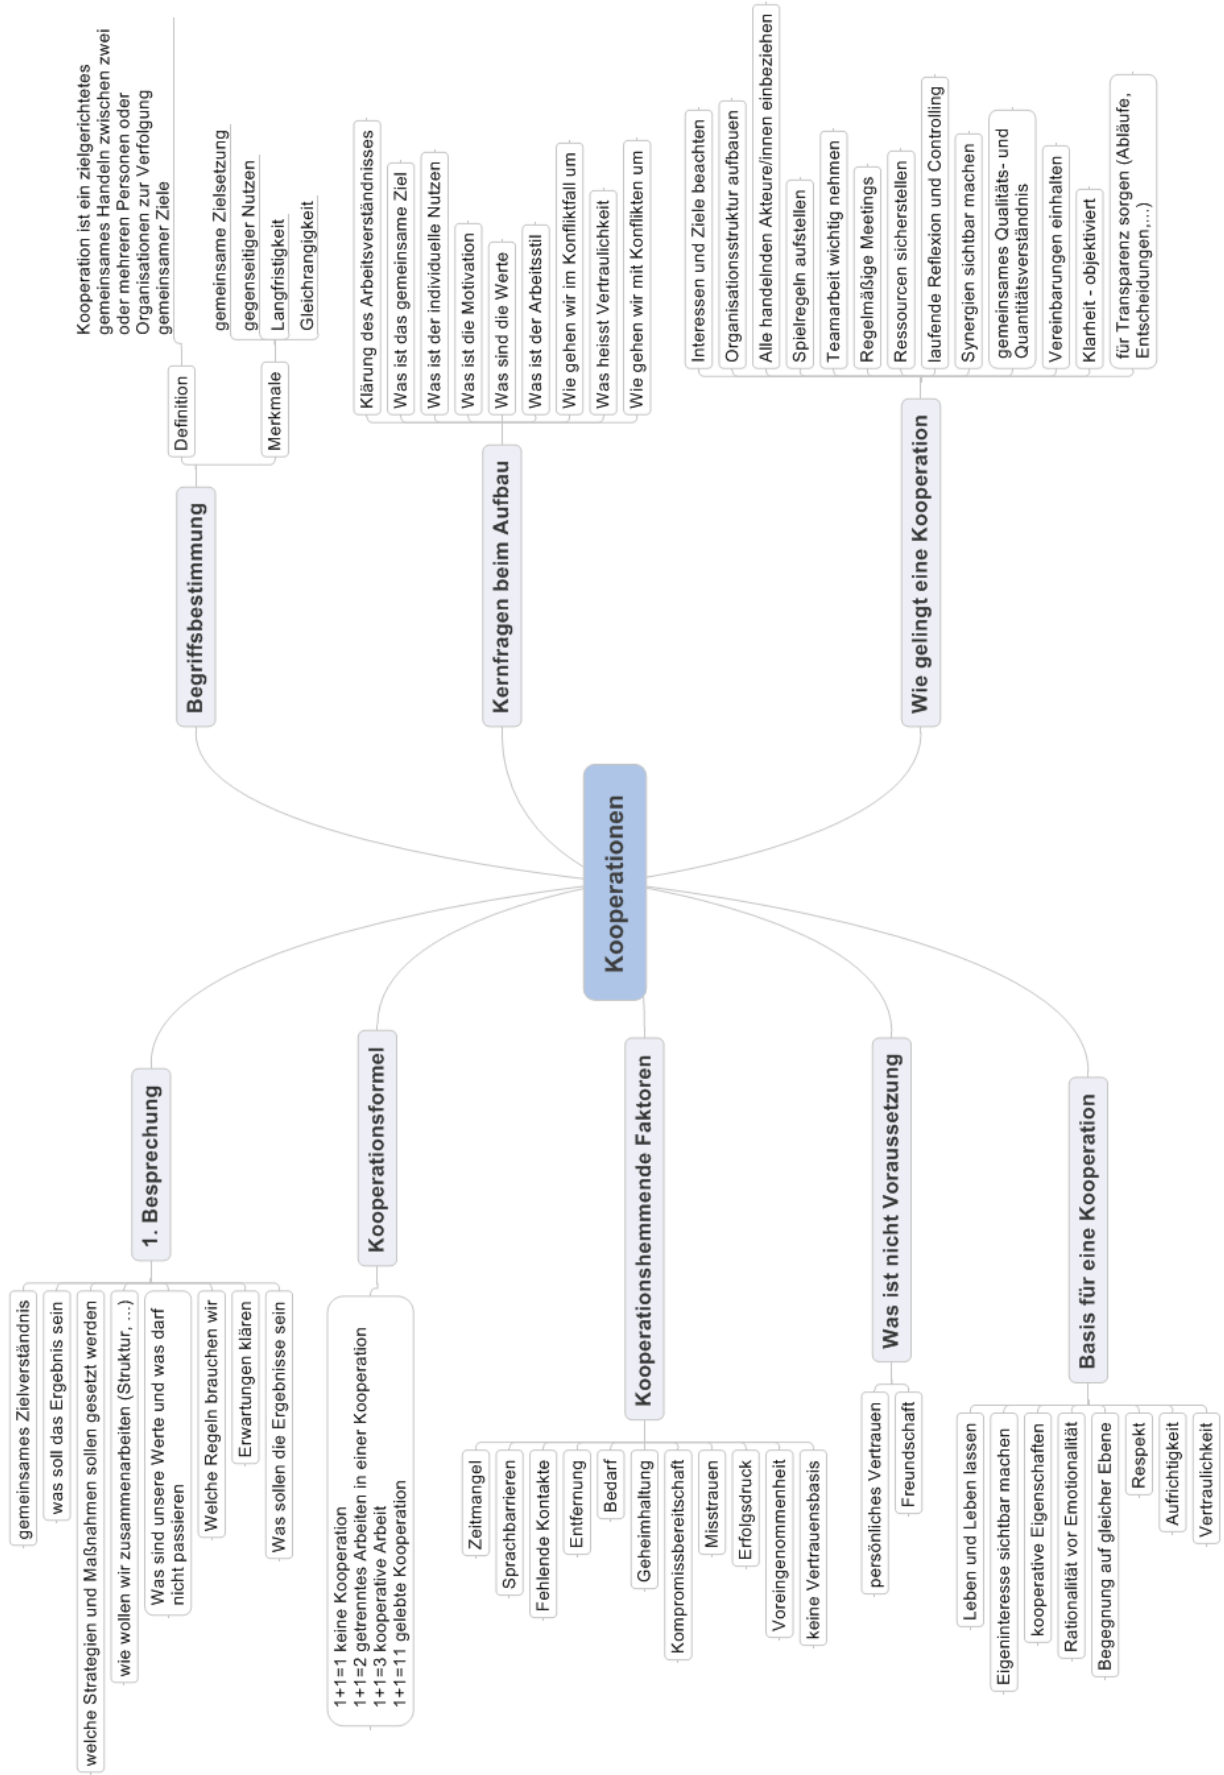 Kooperationen
Begriffsbestimmung
Definition
Kooperation ist ein zielgerichtetes
gemeinsames Handeln zwischen zwei
oder mehreren Personen oder
Organisationen zur Verfolgung
gemeinsamer Ziele
Merkmale
gemeinsame Zielsetzung
gegenseitiger Nutzen
Langfristigkeit
Gleichrangigkeit
Kernfragen beim Aufbau
Klärung des Arbeitsverständnisses
Was ist das gemeinsame Ziel
Was ist der individuelle Nutzen
Was ist die Motivation
Was sind die Werte
Was ist der Arbeitsstil
Wie gehen wir im Konfliktfall um
Was heisst Vertraulichkeit
Wie gehen wir mit Konflikten um
Wie gelingt eine Kooperation
Interessen und Ziele beachten
Organisationsstruktur aufbauen
Alle handelnden Akteure/innen einbeziehen
Spielregeln aufstellen
Teamarbeit wichtig nehmen
Regelmäßige Meetings
Ressourcen sicherstellen
laufende Reflexion und Controlling
Synergien sichtbar machen
gemeinsames Qualitäts- und
Quantitätsverständnis
Vereinbarungen einhalten
Klarheit - objektiviert
für Transparenz sorgen (Abläufe,
Entscheidungen,...)
1. Besprechung
gemeinsames Zielverständnis
was soll das Ergebnis sein
welche Strategien und Maßnahmen sollen gesetzt werden
wie wollen wir zusammenarbeiten (Struktur, ...)
Was sind unsere Werte und was darf
nicht passieren
Welche Regeln brauchen wir
Erwartungen klären
Was sollen die Ergebnisse sein
Kooperationsformel
1+1=1 keine Kooperation
1+1=2 getrenntes Arbeiten in einer Kooperation
1+1=3 kooperative Arbeit
1+1=11 gelebte Kooperation
Kooperationshemmende Faktoren
Zeitmangel
Sprachbarrieren
Fehlende Kontakte
Entfernung
Bedarf
Geheimhaltung
Kompromissbereitschaft
Misstrauen
Erfolgsdruck
Voreingenommenheit
keine Vertrauensbasis
Was ist nicht Voraussetzung
persönliches Vertrauen
Freundschaft
Basis für eine Kooperation
Leben und Leben lassen
Eigeninteresse sichtbar machen
kooperative Eigenschaften
Rationalität vor Emotionalität
Begegnung auf gleicher Ebene
Respekt
Aufrichtigkeit
Vertraulichkeit